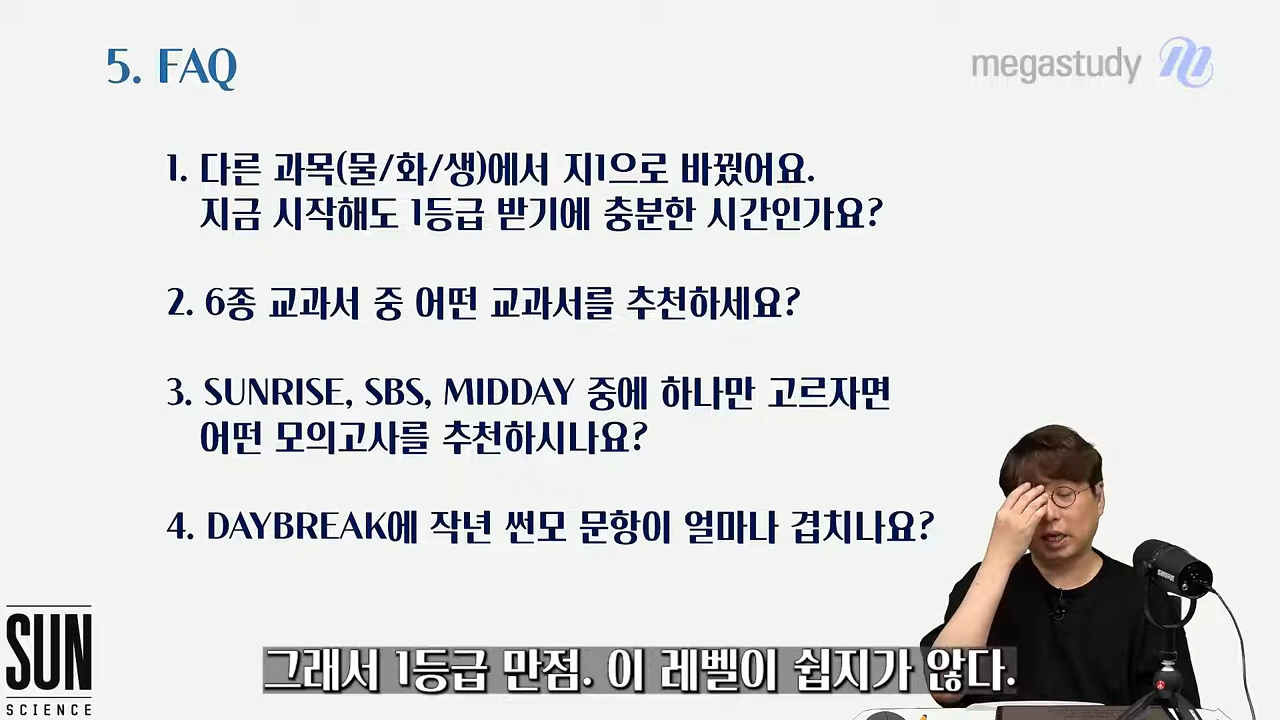 5. FAQ
megastudy
1. 다른 과목(물/화/생)에서 지1으로 바꿨어요.
지금 시작해도 1등급 받기에 충분한 시간인가요?
2. 6종 교과서 중 어떤 교과서를 추천하세요?
3. SUNRISE, SBS, MIDDAY 중에 하나만 고르자면
어떤 모의고사를 추천하시나요?
4. DAYBREAK에 작년 썬모 문항이 얼마나 겹치나요?
SUN
SCIENCE
그래서 1등급 만점. 이 레벨이 쉽지가 않다.